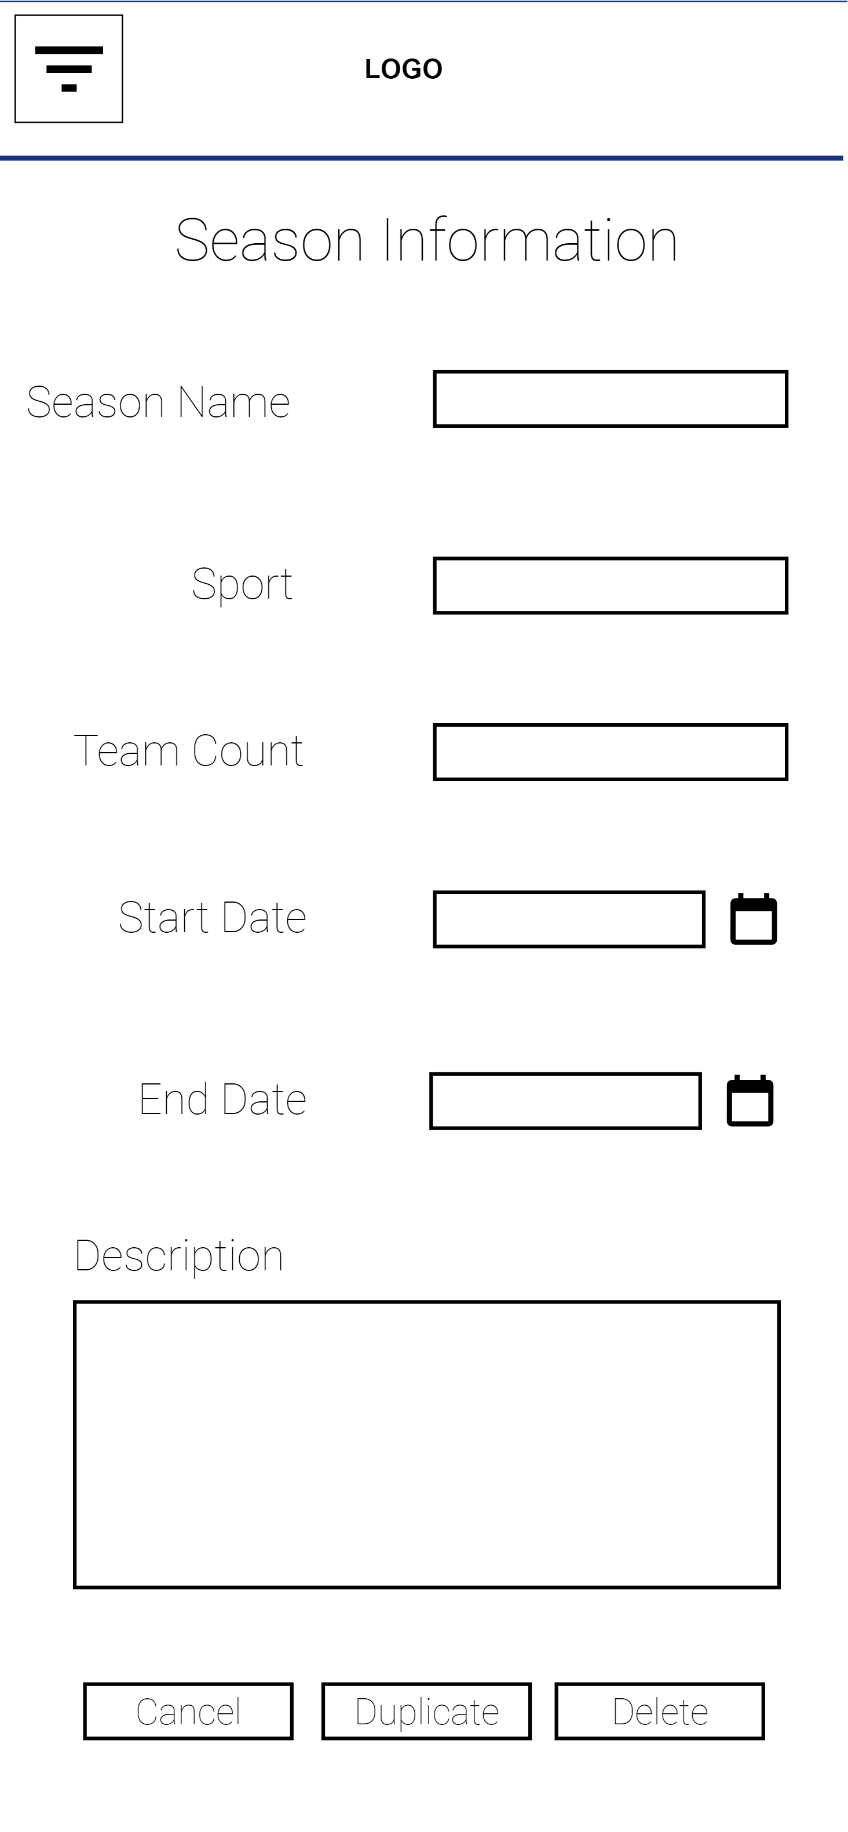 LOGO
Season Information
Season Name
Sport
Team Count
Start Date
End Date
Description
Cancel
Duplicate
Delete